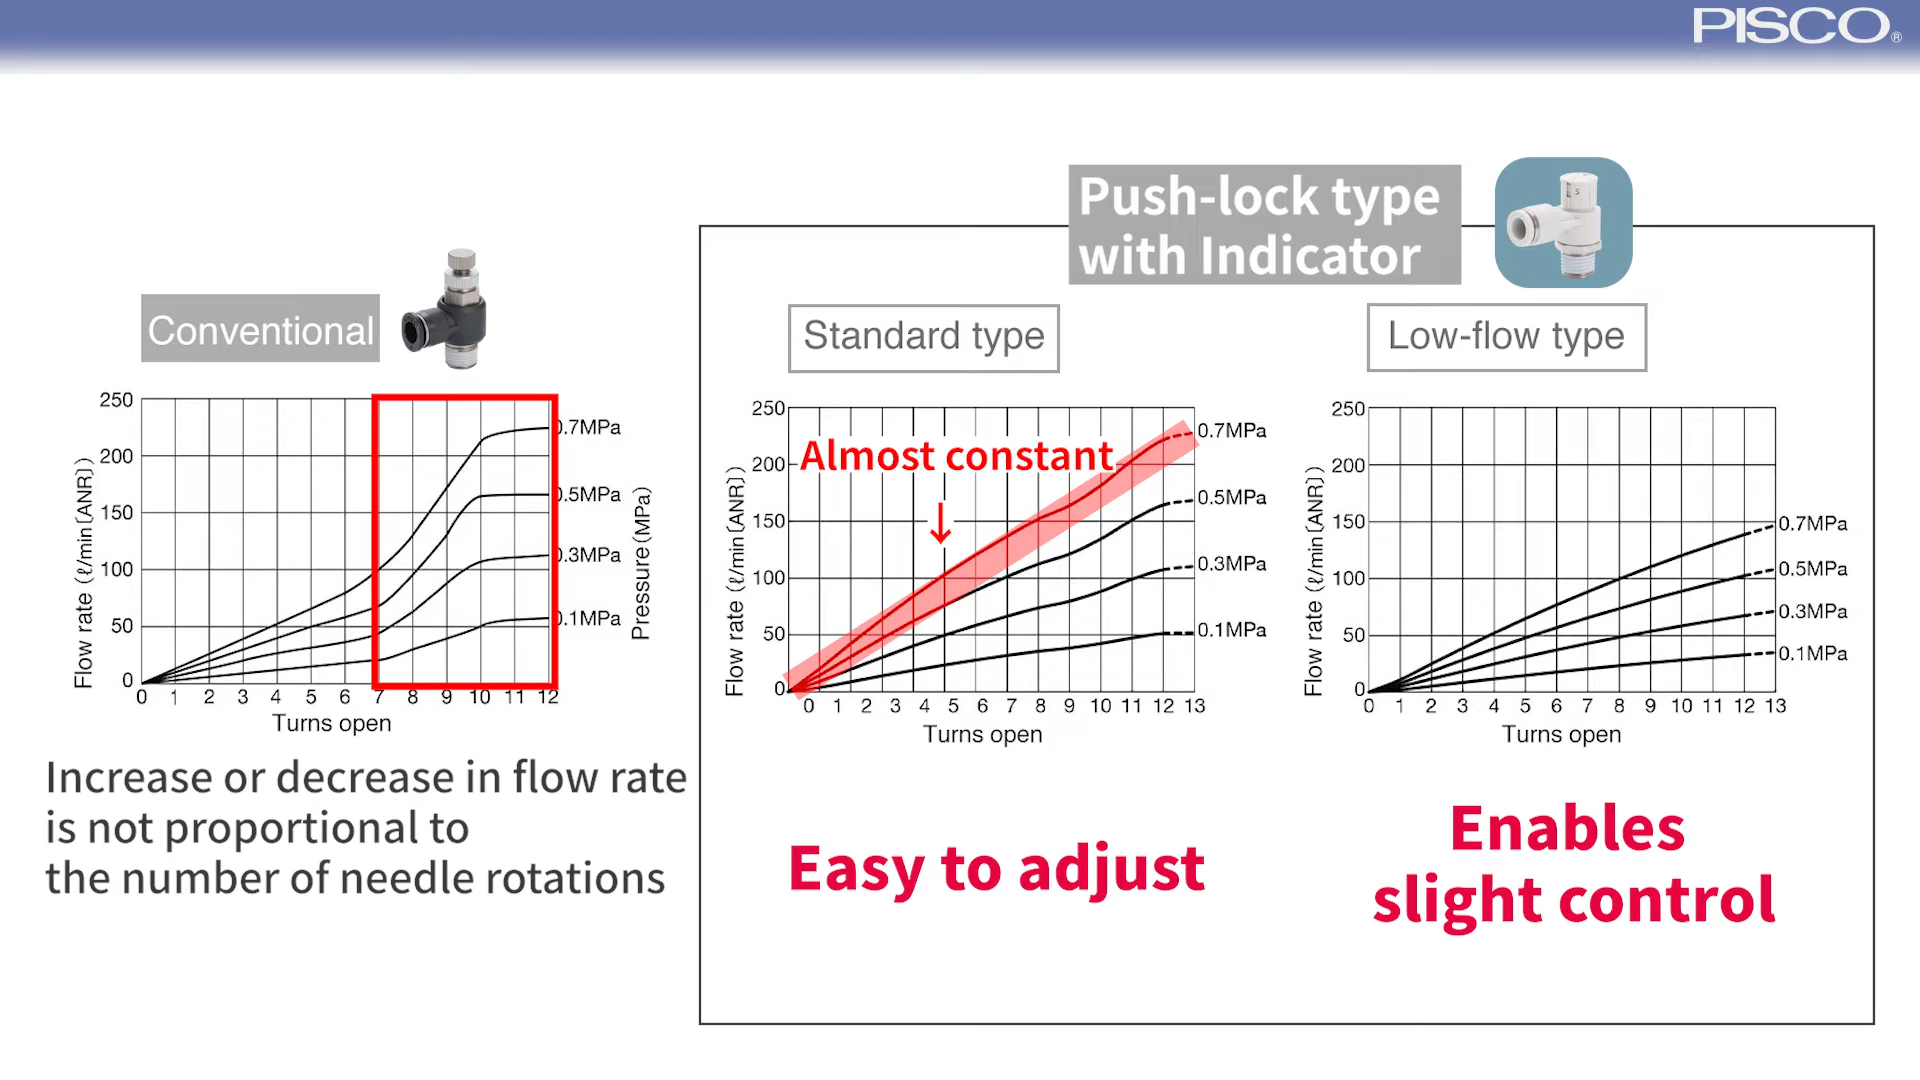 PISCO®
Push-lock type
with Indicator
Conventional
Standard type
Low-flow type
250
200
150
100
50
0
Flow rate (ℓ/min〔ANR〕)
0 1 2 3 4 5 6 7 8 9 10 11 12
Turns open
0.7MPa
0.5MPa
0.3MPa
0.1MPa
Pressure(MPa)
Increase or decrease in flow rate
is not proportional to
the number of needle rotations
250
200
150
100
50
0
Flow rate (ℓ/min〔ANR〕)
Almost constant
↓
0 1 2 3 4 5 6 7 8 9 10 11 12 13
Turns open
0.7MPa
0.5MPa
0.3MPa
0.1MPa
Easy to adjust
250
200
150
100
50
0
Flow rate (ℓ/min〔ANR〕)
0 1 2 3 4 5 6 7 8 9 10 11 12 13
Turns open
0.7MPa
0.5MPa
0.3MPa
0.1MPa
Enables
slight control